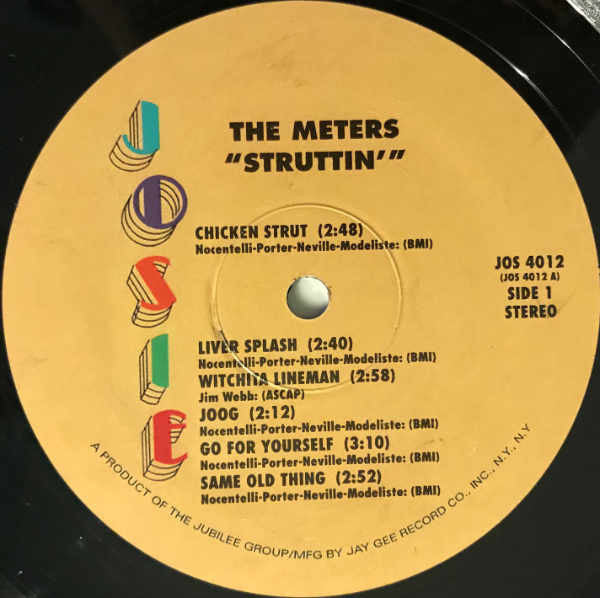 JOSIE
THE METERS
"STRUTTIN'"
CHICKEN STRUT (2:48)
Nocentelli-Porter-Neville-Modeliste: (BMI)
JOS 4012
(JOS 4012 A)
SIDE 1
STEREO
LIVER SPLASH (2:40)
Nocentelli-Porter-Neville-Modeliste: (BMI)
WITCHITA LINEMAN (2:58)
Jim Webb: (ASCAP)
JOOG (2:12)
Nocentelli-Porter-Neville-Modeliste: (BMI)
GO FOR YOURSELF (3:10)
Nocentelli-Porter-Neville-Modeliste: (BMI)
SAME OLD THING (2:52)
Nocentelli-Porter-Neville-Modeliste: (BMI)
A PRODUCT OF THE JUBILEE GROUP/MFG BY JAY GEE RECORD CO., INC., N.Y., N.Y